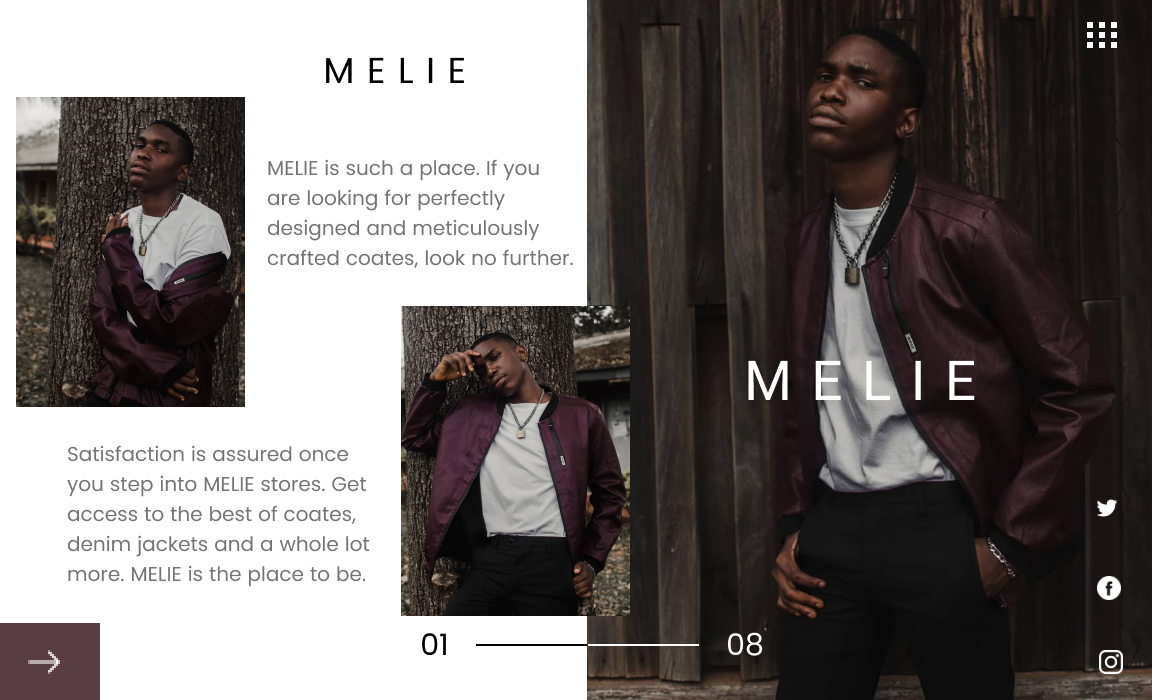 MELIE
MELIE is such a place. If you
are looking for perfectly
designed and meticulously
crafted coates, look no further.
MELIE
Satisfaction is assured once
you step into MELIE stores. Get
access to the best of coates,
denim jackets and a whole lot
more. MELIE is the place to be.
01
08